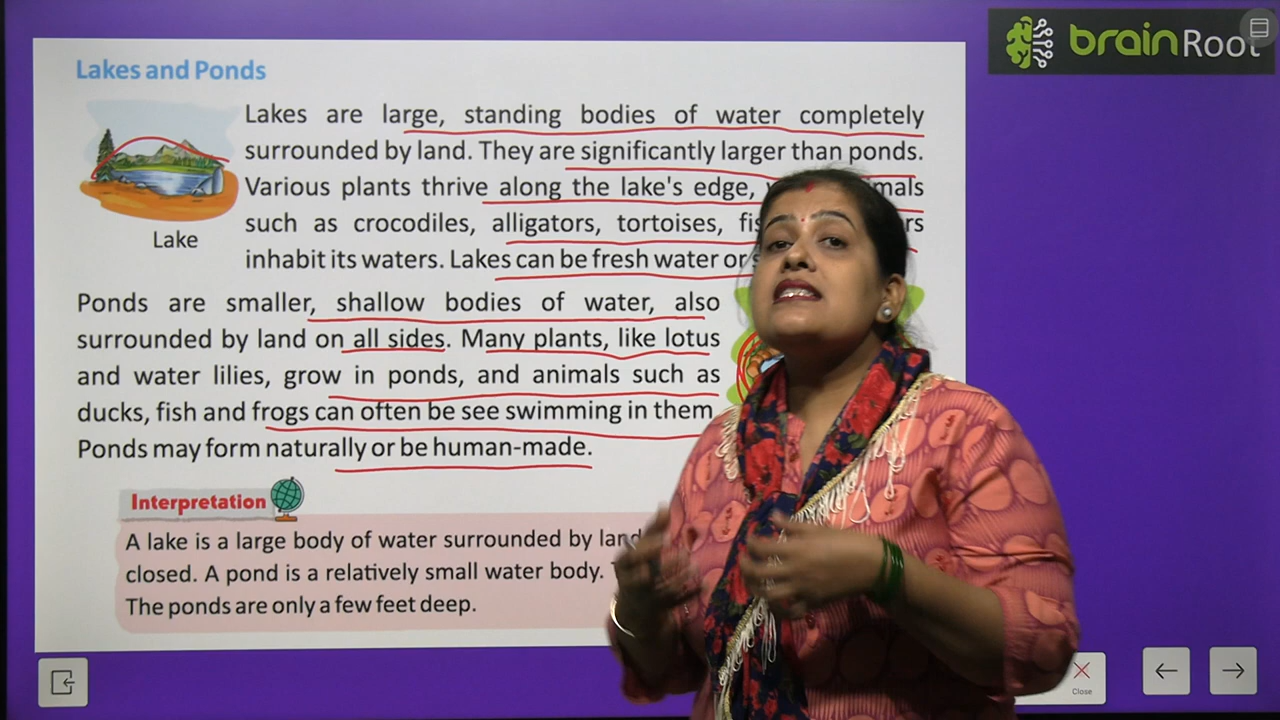 brainRoot
Lakes and Ponds
Lakes are large, standing bodies of water completely
surrounded by land. They are significantly larger than ponds.
Various plants thrive along the lake's edge,
such as crocodiles, alligators, tortoises,
inhabit its waters. Lakes can be fresh water or
Lake
Ponds are smaller, shallow bodies of water, also
surrounded by land on all sides. Many plants, like lotus
and water lilies, grow in ponds, and animals such as
ducks, fish and frogs can often be see swimming in them
Ponds may form naturally or be human-made.
Interpretation
A lake is a large body of water surrounded by land
closed. A pond is a relatively small water body.
The ponds are only a few feet deep.
Close